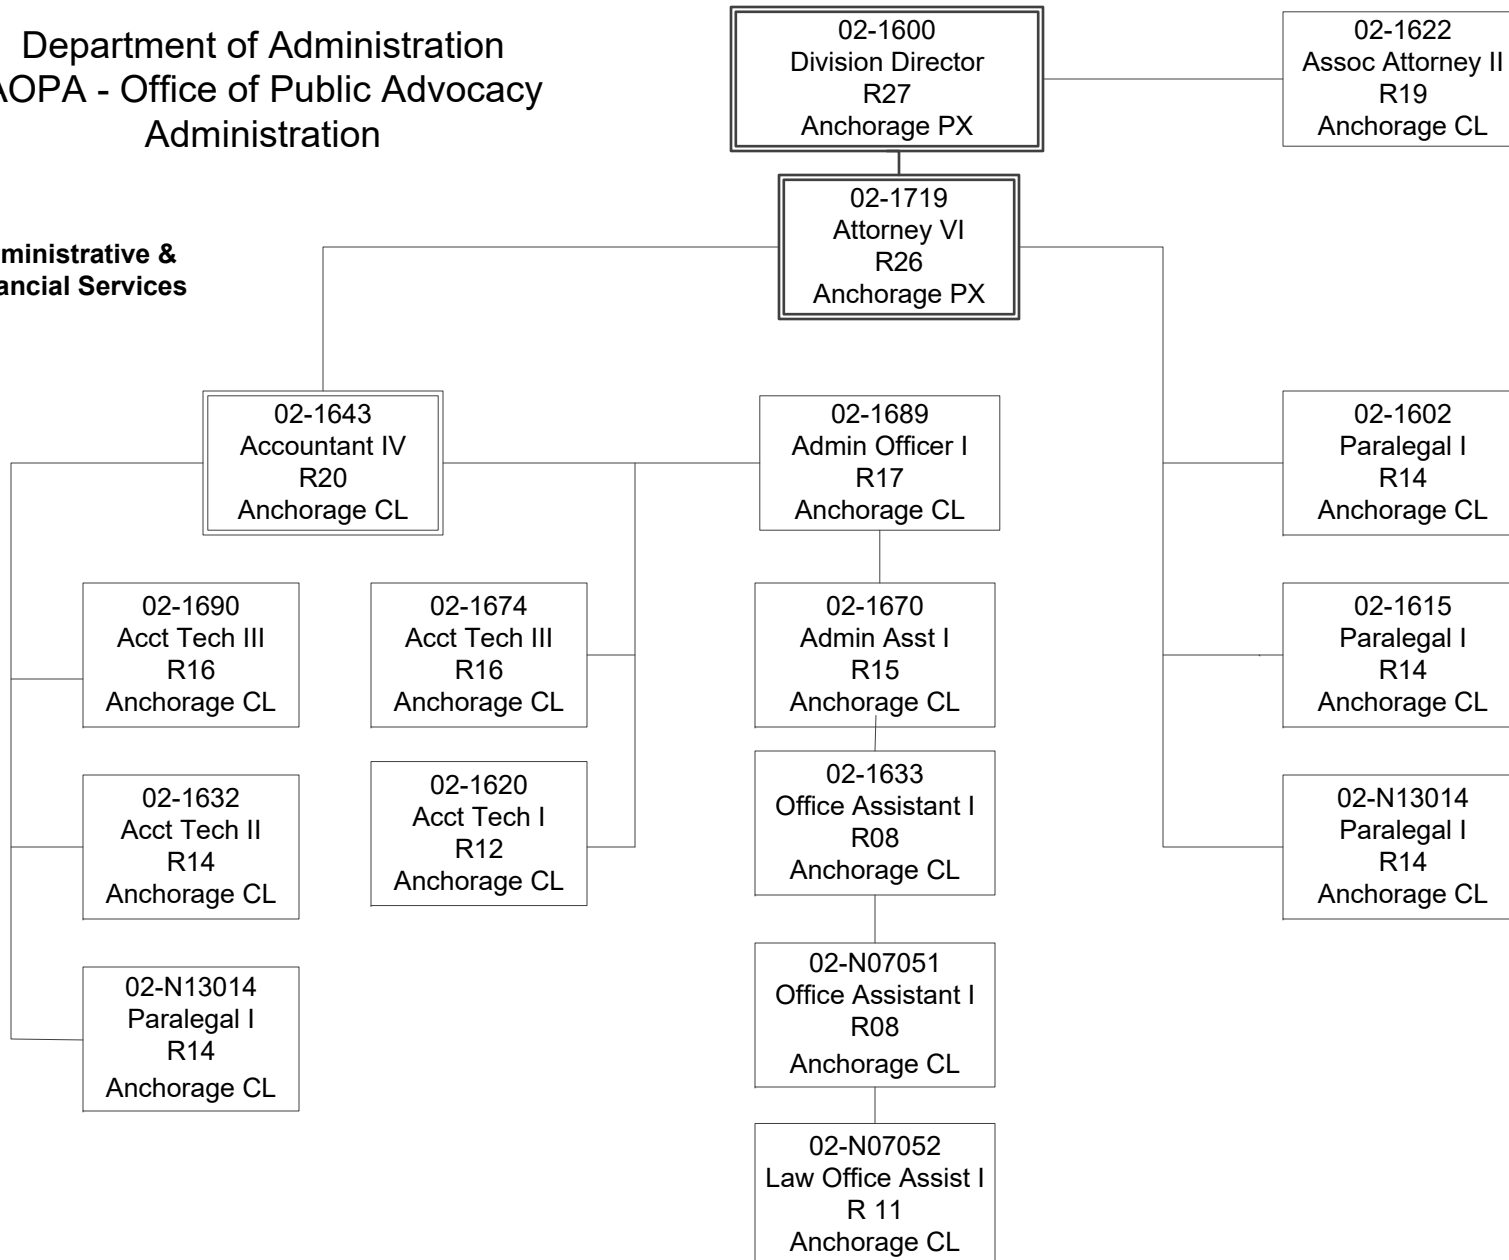 Department of Administration
AOPA - Office of Public Advocacy
Administration
02-1600
Division Director
R27
Anchorage PX
02-1622
Assoc Attorney II
R19
Anchorage CL
02-1719
Attorney VI
R26
Anchorage PX
ministrative &
ancial Services
02-1643
Accountant IV
R20
Anchorage CL
02-1689
Admin Officer I
R17
Anchorage CL
02-1602
Paralegal I
R14
Anchorage CL
02-1690
Acct Tech III
R16
Anchorage CL
02-1674
Acct Tech III
R16
Anchorage CL
02-1670
Admin Asst I
R15
Anchorage CL
02-1615
Paralegal I
R14
Anchorage CL
02-1632
Acct Tech II
R14
Anchorage CL
02-1620
Acct Tech I
R12
Anchorage CL
02-1633
Office Assistant I
R08
Anchorage CL
02-N13014
Paralegal I
R14
Anchorage CL
02-N13014
Paralegal I
R14
Anchorage CL
02-N07051
Office Assistant I
R08
Anchorage CL
02-N07052
Law Office Assist I
R 11
Anchorage CL